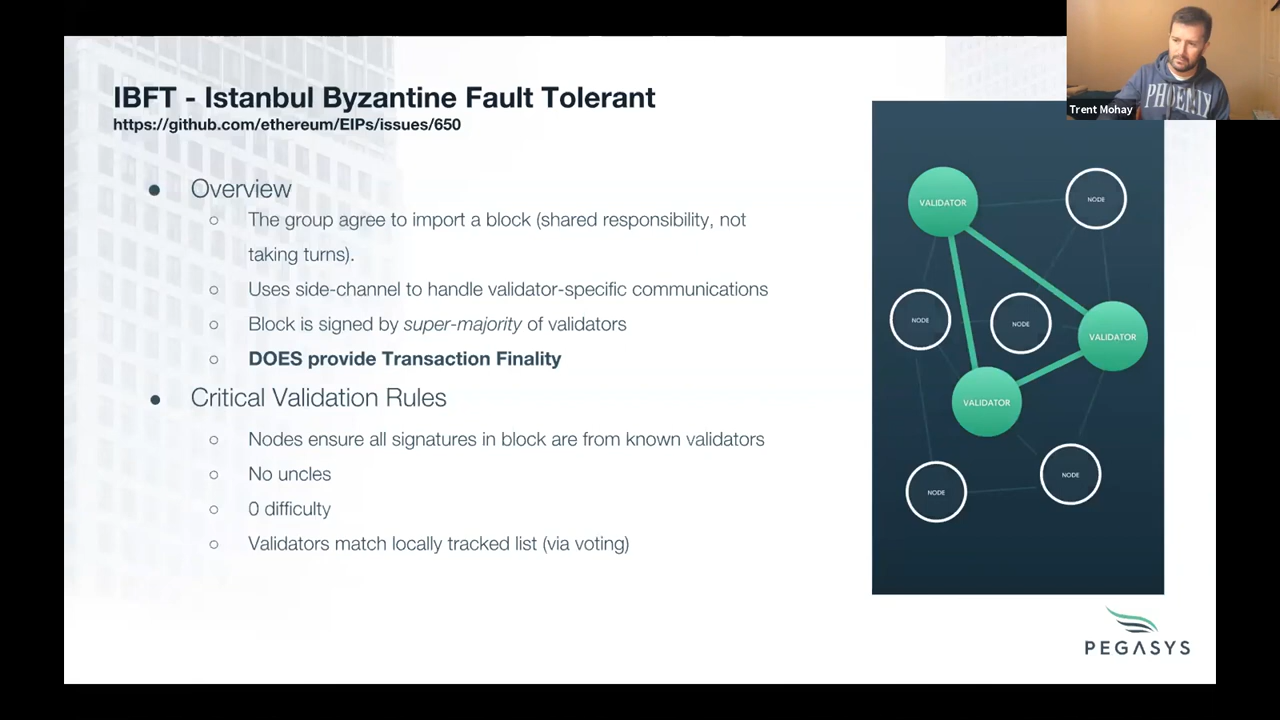 IBFT - Istanbul Byzantine Fault Tolerant
https://github.com/ethereum/EIPs/issues/650
● Overview
○ The group agree to import a block (shared responsibility, not
taking turns).
○ Uses side-channel to handle validator-specific communications
○ Block is signed by super-majority of validators
○ DOES provide Transaction Finality
● Critical Validation Rules
○ Nodes ensure all signatures in block are from known validators
○ No uncles
○ 0 difficulty
○ Validators match locally tracked list (via voting)
PHOENIX
Trent Mohay
VALIDATOR
NODE
NODE
NODE
VALIDATOR
VALIDATOR
NODE
NODE
PEGASYS